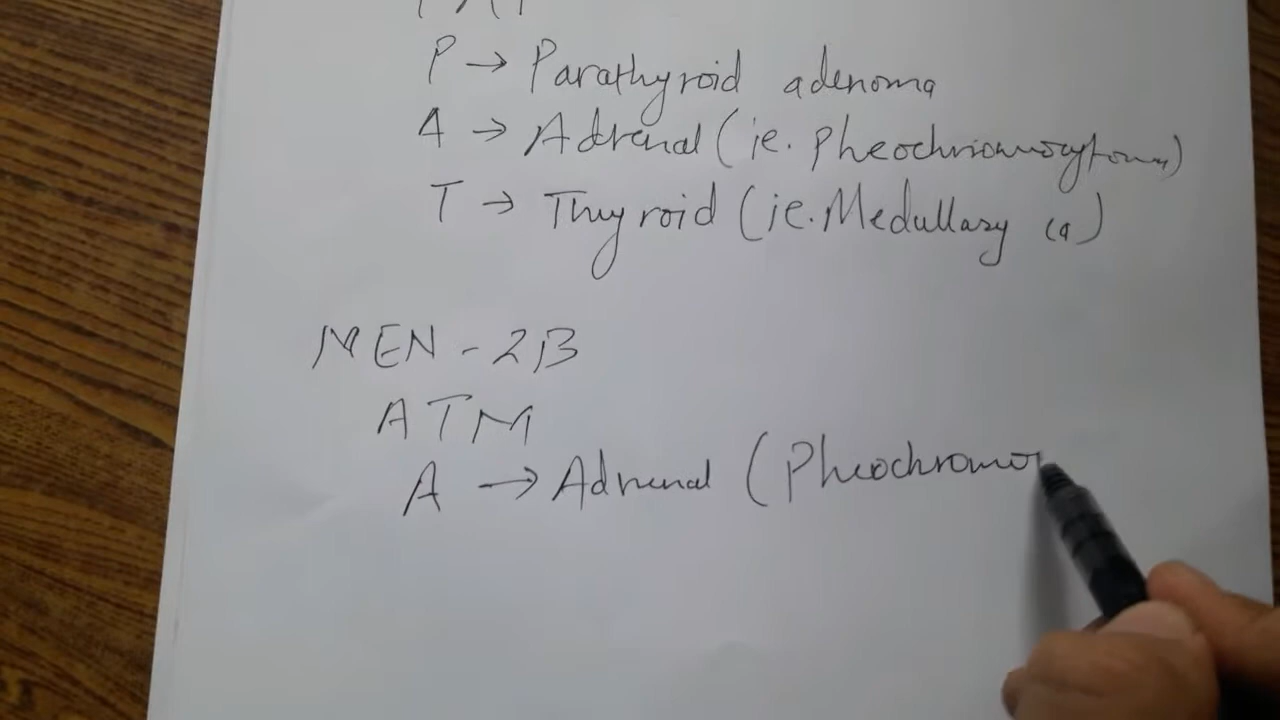 P → Parathyroid adenoma
A → Adrenal (ie. Pheochromocytoma)
T → Thyroid (ie. Medullary Ca)
MEN - 2B
ATM
A → Adrenal (Pheochromo